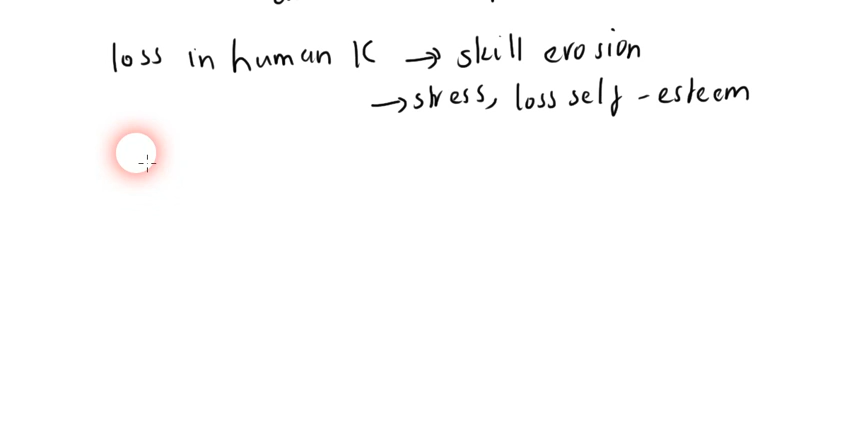 loss in human K → skill erosion
→ stress, loss self-esteem